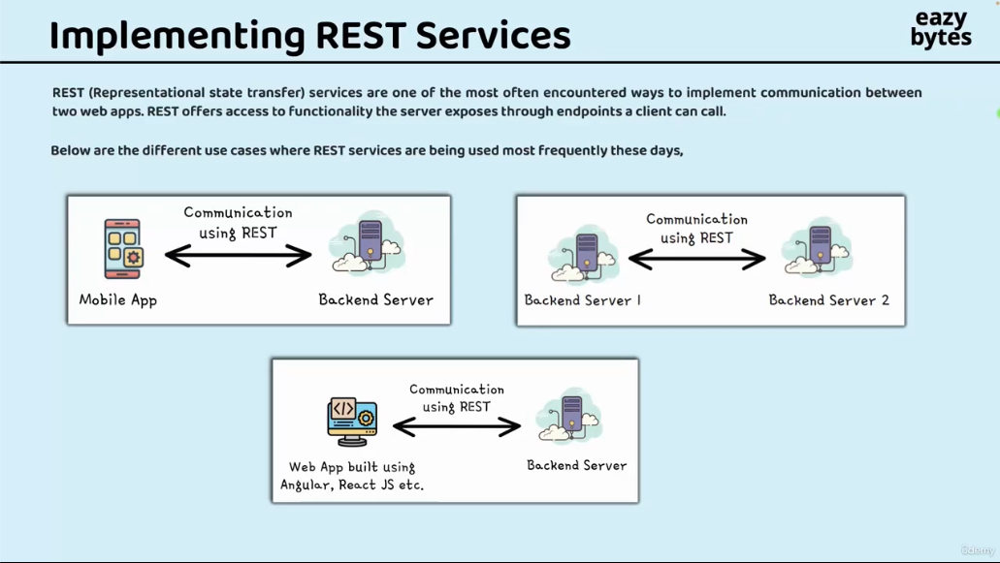 Implementing REST Services
eazy
bytes
REST (Representational state transfer) services are one of the most often encountered ways to implement communication between
two web apps. REST offers access to functionality the server exposes through endpoints a client can call.
Below are the different use cases where REST services are being used most frequently these days,
Communication
using REST
Mobile App
Backend Server
Communication
using REST
Backend Server 1
Backend Server 2
Communication
using REST
</>
Web App built using
Angular, React JS etc.
Backend Server
Udemy